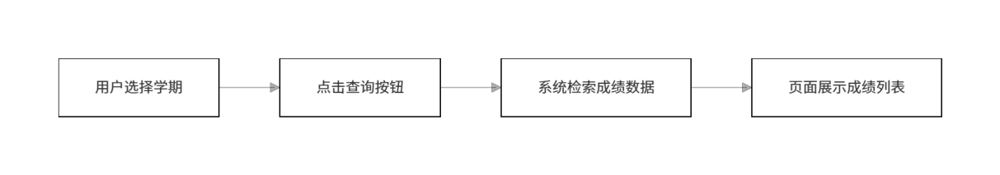 用户选择学期
点击查询按钮
系统检索成绩数据
页面展示成绩列表